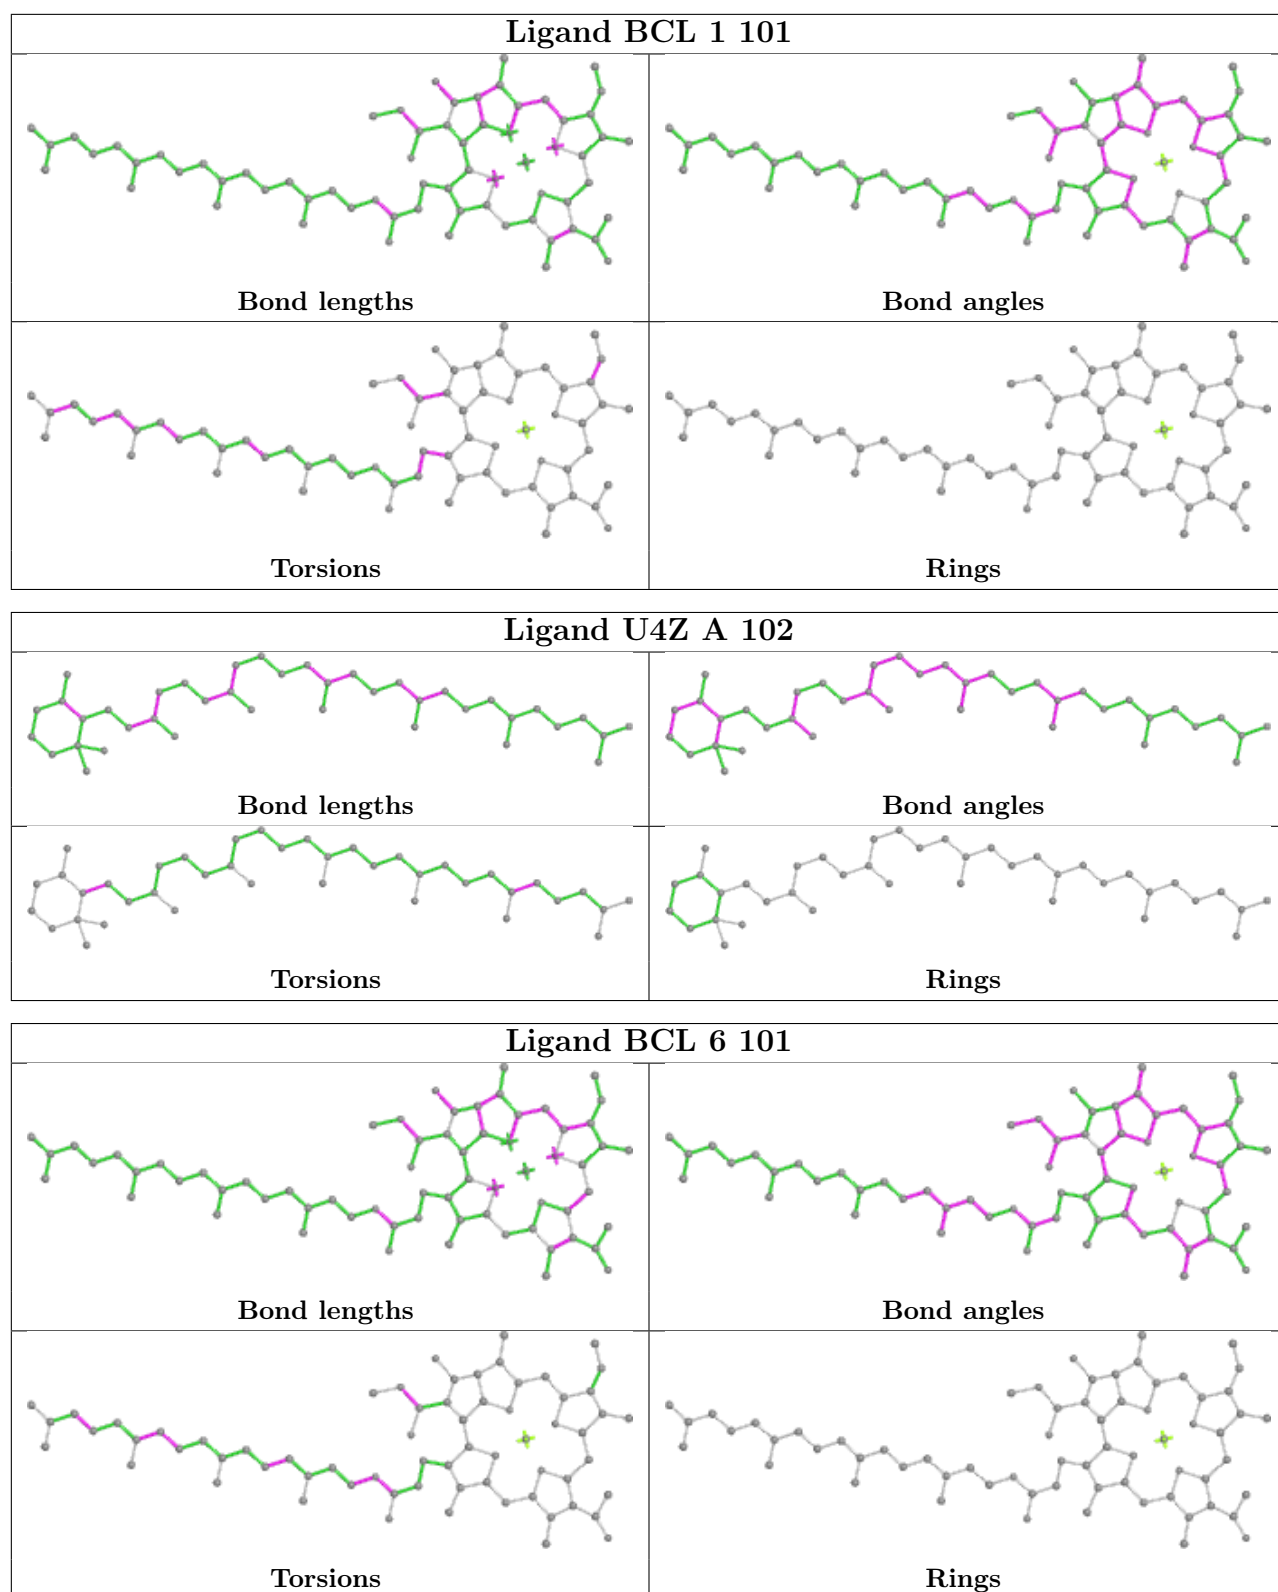 Ligand BCL 1 101
Bond lengths
Bond angles
Torsions
Rings
Ligand U4Z A 102
Bond lengths
Bond angles
Torsions
Rings
Ligand BCL 6 101
Bond lengths
Bond angles
Torsions
Rings